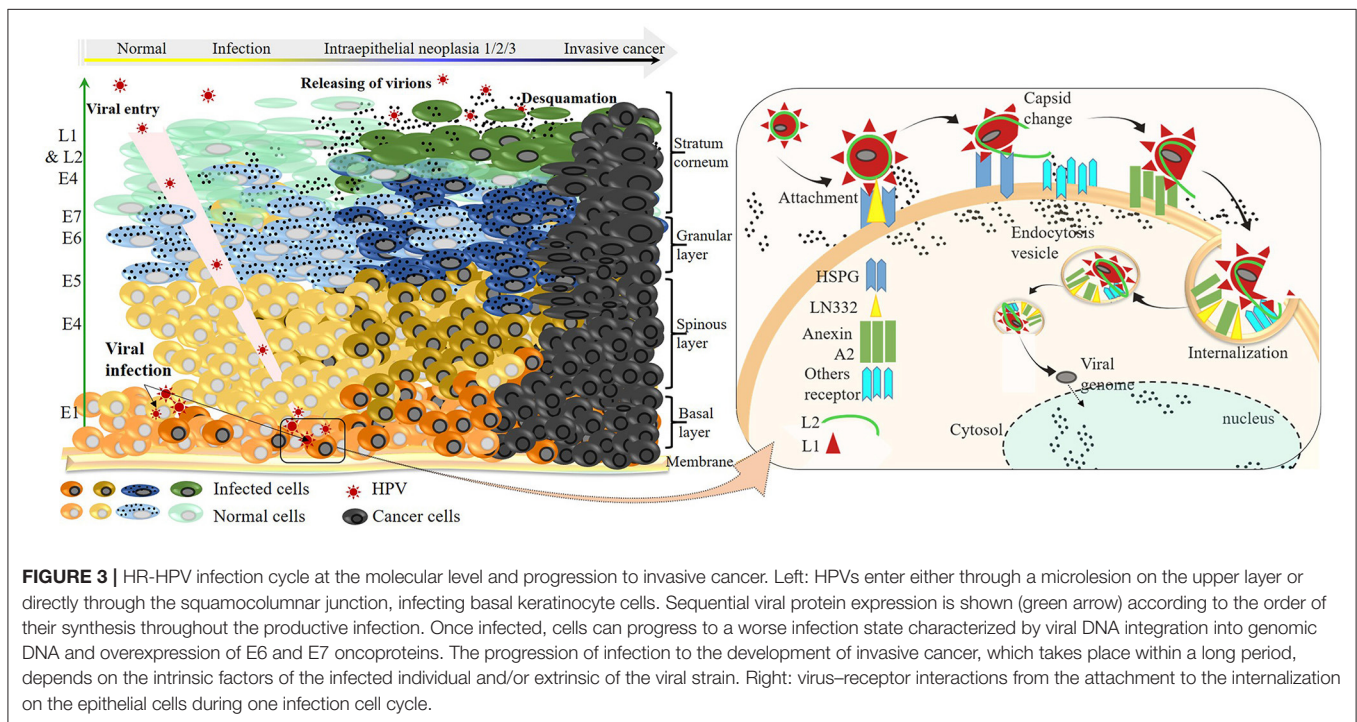 Normal Infection Intraepithelial neoplasia 1/2/3 Invasive cancer
Releasing of virions
Viral entry
Desquamation
L1
& L2
E4
E7
E6
E5
E4
Viral
infection
E1
Stratum
corneum
Granular
layer
Spinous
layer
Basal
layer
Membrane
Infected cells
HPV
Normal cells
Cancer cells
Capsid
change
Attachment
Endocytosis
vesicle
HSPG
LN332
Anexin
A2
Others
receptor
L2
L1
Internalization
Viral
genome
Cytosol
nucleus
FIGURE 3 | HR-HPV infection cycle at the molecular level and progression to invasive cancer. Left: HPVs enter either through a microlesion on the upper layer or
directly through the squamocolumnar junction, infecting basal keratinocyte cells. Sequential viral protein expression is shown (green arrow) according to the order of
their synthesis throughout the productive infection. Once infected, cells can progress to a worse infection state characterized by viral DNA integration into genomic
DNA and overexpression of E6 and E7 oncoproteins. The progression of infection to the development of invasive cancer, which takes place within a long period,
depends on the intrinsic factors of the infected individual and/or extrinsic of the viral strain. Right: virus–receptor interactions from the attachment to the internalization
on the epithelial cells during one infection cell cycle.